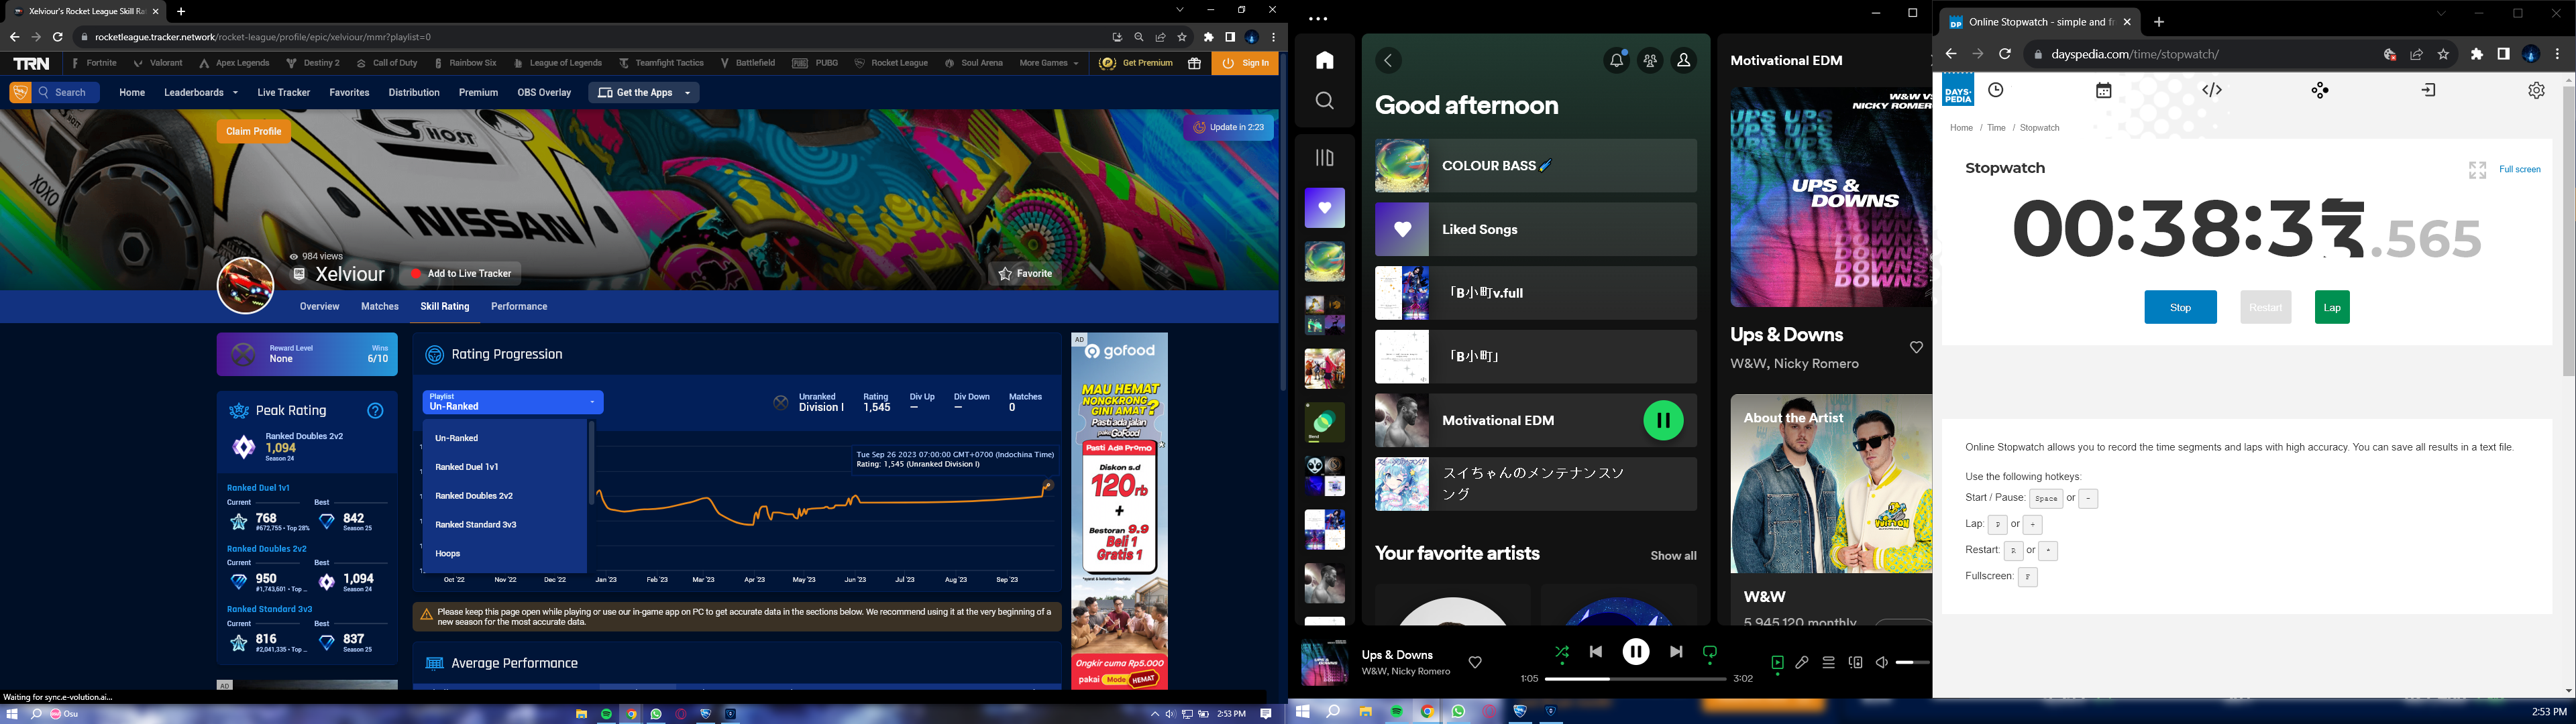 Xelviour's Rocket League Skill Ra
rocketleague.tracker.network/rocket-league/profile/epic/xelviour/mmr?playlist=0
TRN
Fortnite
Valorant
Apex Legends
Destiny 2
Call of Duty
Rainbow Six
League of Legends
Teamfight Tactics
Battlefield
PUBG
Rocket League
Soul Arena
More Games
Get Premium
Sign In
Search
Home
Leaderboards
Live Tracker
Favorites
Distribution
Premium
OBS Overlay
Get the Apps
Claim Profile
Update in 2:23
GHOST
XOXO
NISSAN
984 views
Xelviour
Add to Live Tracker
Favorite
Overview
Matches
Skill Rating
Performance
Reward Level
None
Wins
6/10
Peak Rating
Ranked Doubles 2v2
1,094
Season 24
Ranked Duel 1v1
Current
Best
768
#672,755 • Top 28%
842
Season 25
Ranked Doubles 2v2
Current
Best
950
#1,743,601 • Top ...
1,094
Season 24
Ranked Standard 3v3
Current
Best
816
#2,041,335 • Top ...
837
Season 25
Rating Progression
Playlist
Un-Ranked
Unranked
Division I
Rating
1,545
Div Up
—
Div Down
—
Matches
0
Un-Ranked
Ranked Duel 1v1
Ranked Doubles 2v2
Ranked Standard 3v3
Hoops
Tue Sep 26 2023 07:00:00 GMT+0700 (Indochina Time)
Rating: 1,545 (Unranked Division I)
Oct '22
Nov '22
Dec '22
Jan '23
Feb '23
Mar '23
Apr '23
May '23
Jun '23
Jul '23
Aug '23
Sep '23
Please keep this page open while playing or use our in-game app on PC to get accurate data in the sections below. We recommend using it at the very beginning of a
new season for the most accurate data.
Average Performance
AD
gofood
MAU HEMAT
NONGKRONG
GINI AMAT?
Pasti ada jalan
pake GoFood
Pasti Ada Promo
Diskon s.d
120rb
+
Bestoran 9.9
Beli 1
Gratis 1
Ongkir cuma Rp5.000
pakai Mode HEMAT
AD
Waiting for sync.e-volution.ai...
Osu
2:53 PM
Good afternoon
COLOUR BASS
Liked Songs
「B小町v.full
「B小町」
Motivational EDM
スイちゃんのメンテナンスソ
ング
Your favorite artists
Show all
Motivational EDM
W&W VS
NICKY ROMERO
UPS &
DOWNS
Ups & Downs
W&W, Nicky Romero
About the Artist
W&W
5,945,120 monthly
Ups & Downs
W&W, Nicky Romero
1:05
3:02
Online Stopwatch - simple and fr
dayspedia.com/time/stopwatch/
DAYS
PEDIA
Home / Time / Stopwatch
Stopwatch
Full screen
00:38:33.565
Stop
Restart
Lap
Online Stopwatch allows you to record the time segments and laps with high accuracy. You can save all results in a text file.
Use the following hotkeys:
Start / Pause: Space or -
Lap: P or +
Restart: R or *
Fullscreen: F
2:53 PM